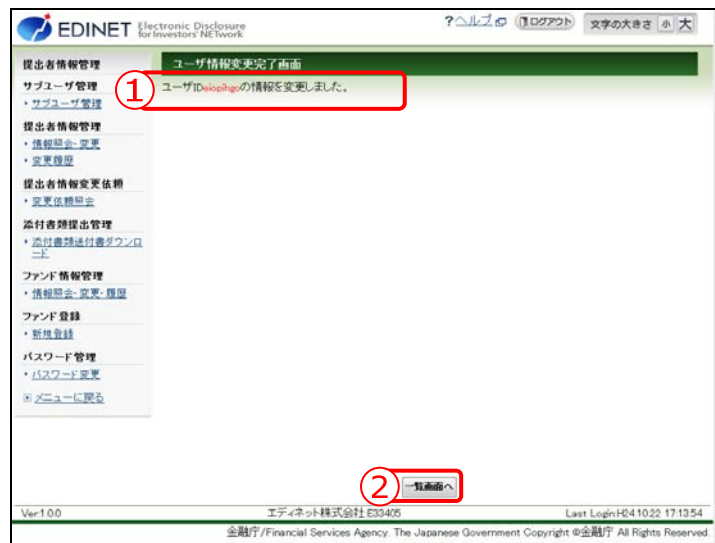 EDINET Electronic Disclosure
for Investors' NETwork
?ヘルプ ログアウト 文字の大きさ 小 大
提出者情報管理
ユーザ情報変更完了画面
サブユーザ管理
① ユーザIDeiopihgoの情報を変更しました。
・サブユーザ管理
提出者情報管理
・情報照会・変更
・変更履歴
提出者情報変更依頼
・変更依頼照会
添付書類提出管理
・添付書類送付書ダウンロ
ード
ファンド情報管理
・情報照会・変更・履歴
ファンド登録
・新規登録
パスワード管理
・パスワード変更
メニューに戻る
② 一覧画面へ
Ver:1.0.0 エディネット株式会社 E33405 Last Login:H24.10.22 17:13:54
金融庁/Financial Services Agency. The Japanese Government Copyright ©金融庁 All Rights Reserved.